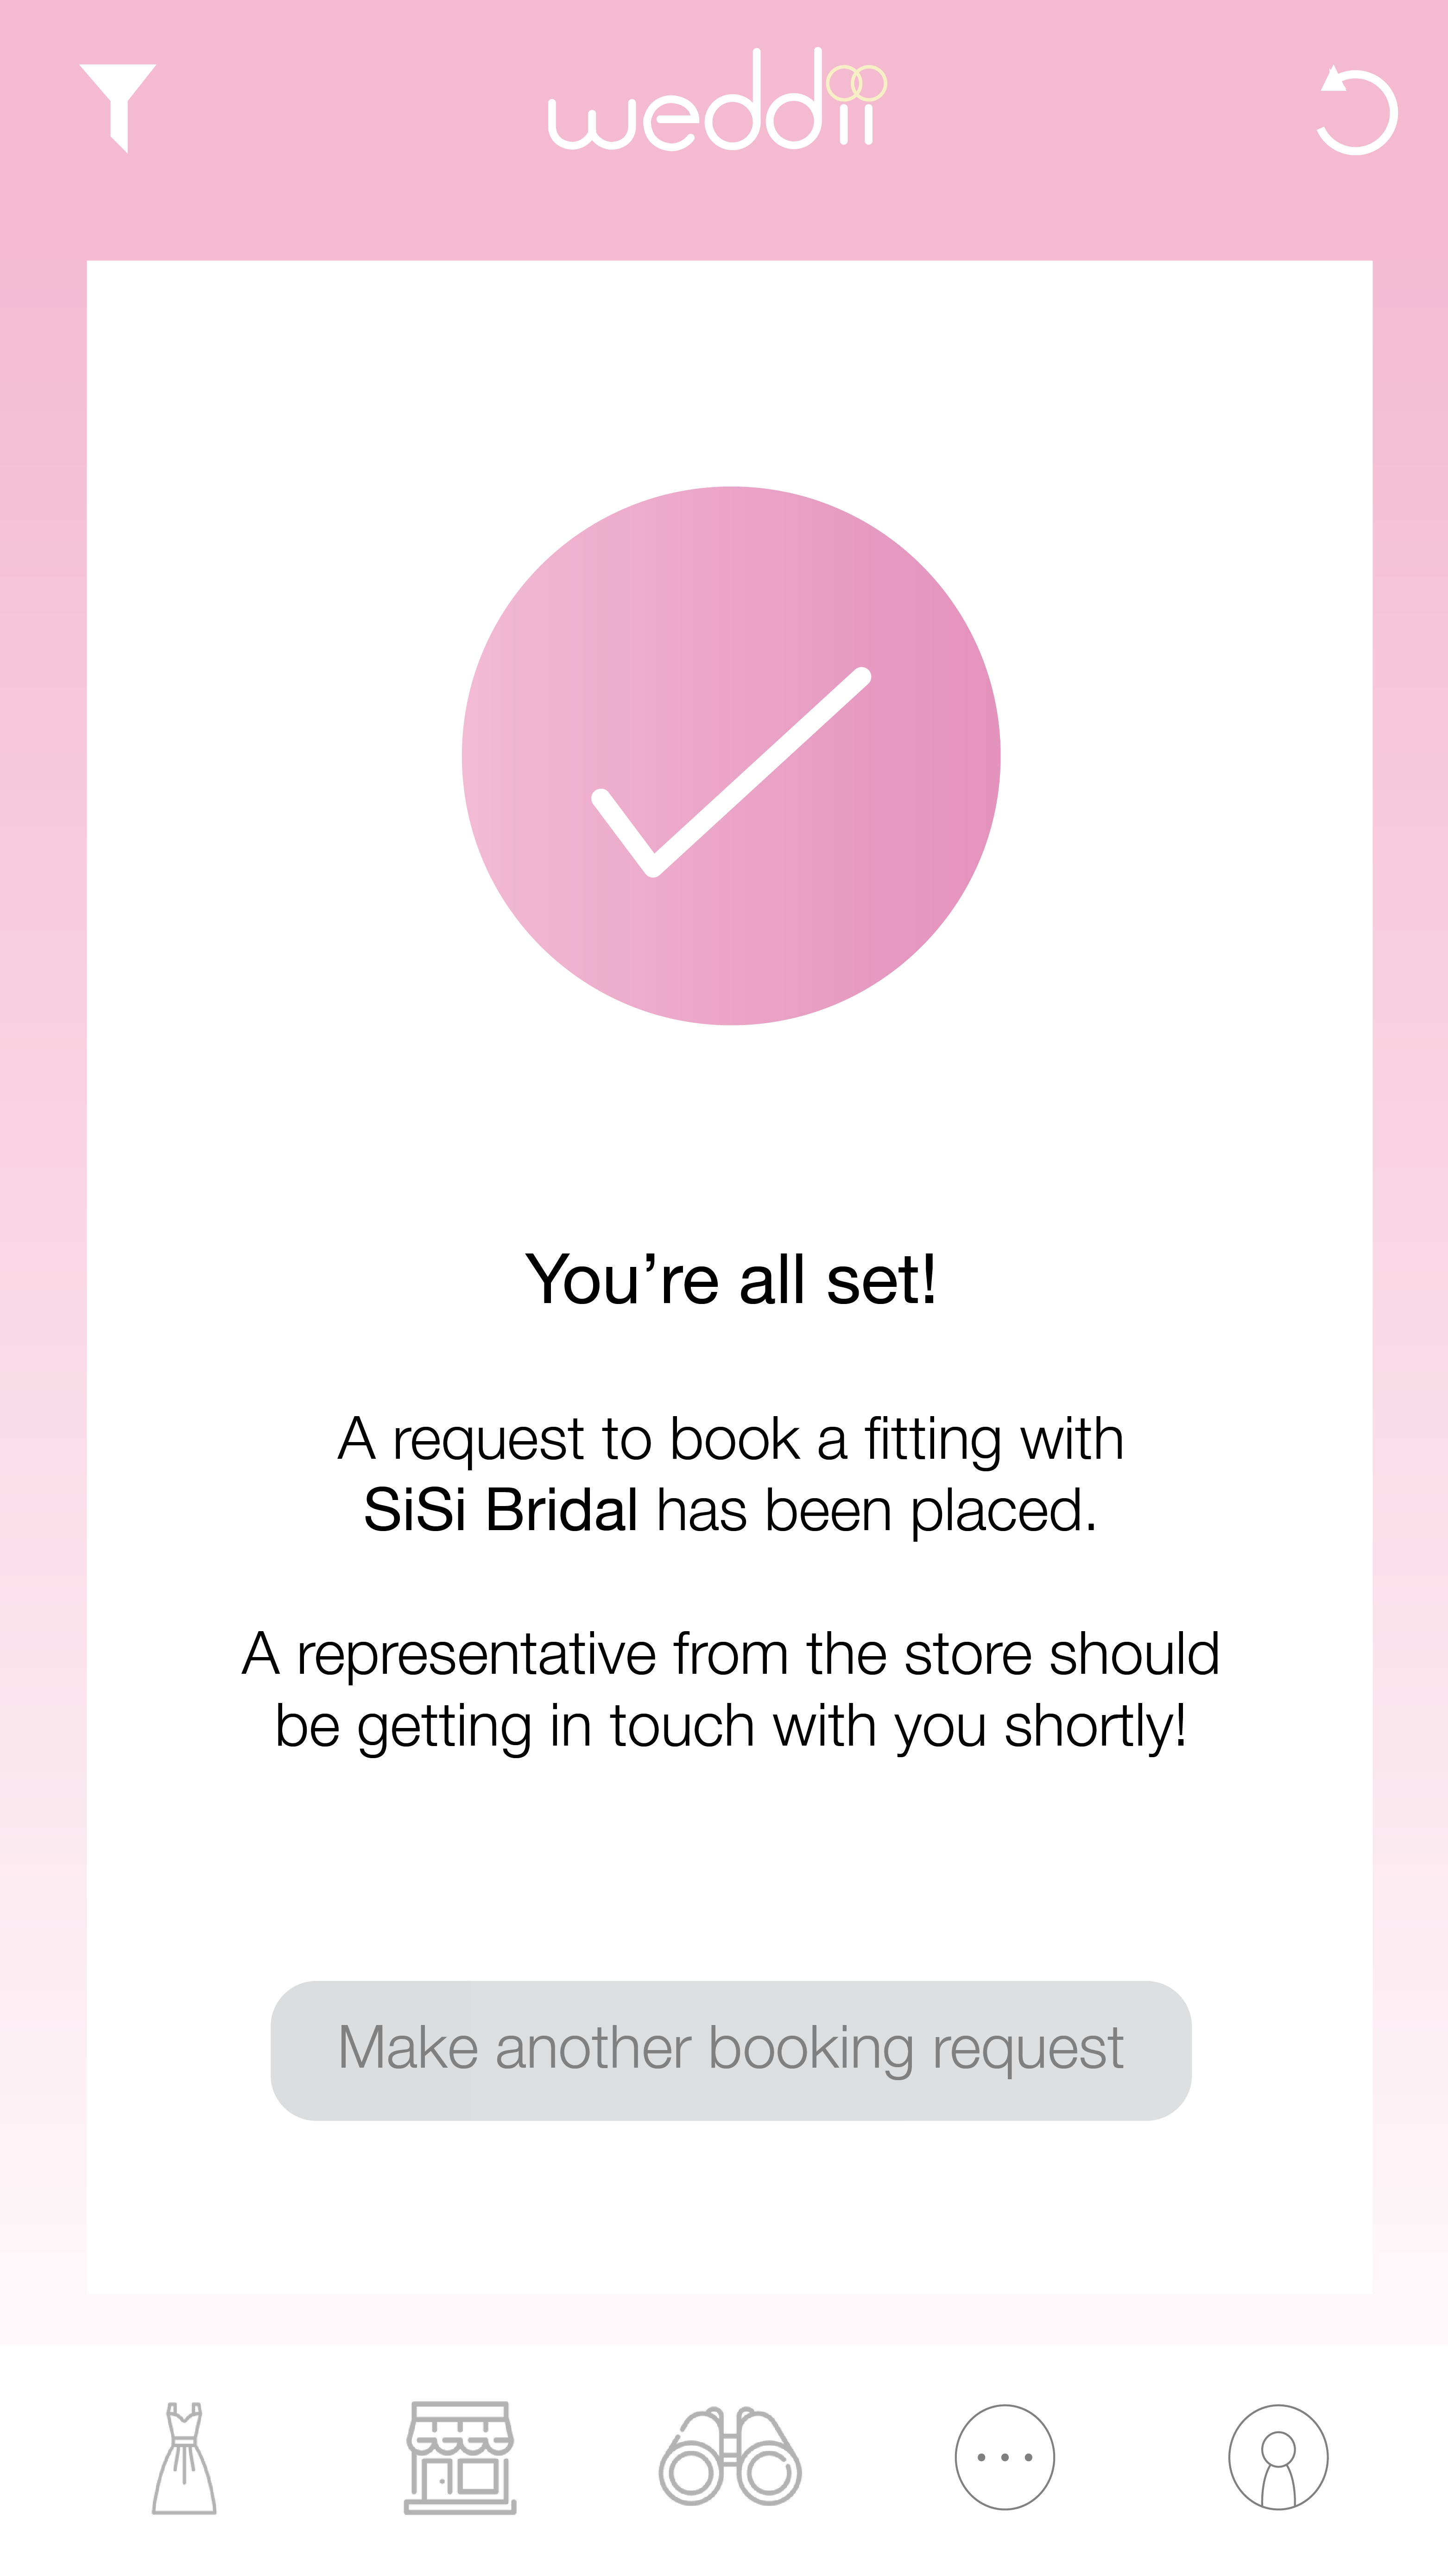 weddii
You’re all set!
A request to book a fitting with
SiSi Bridal has been placed.
A representative from the store should
be getting in touch with you shortly!
Make another booking request